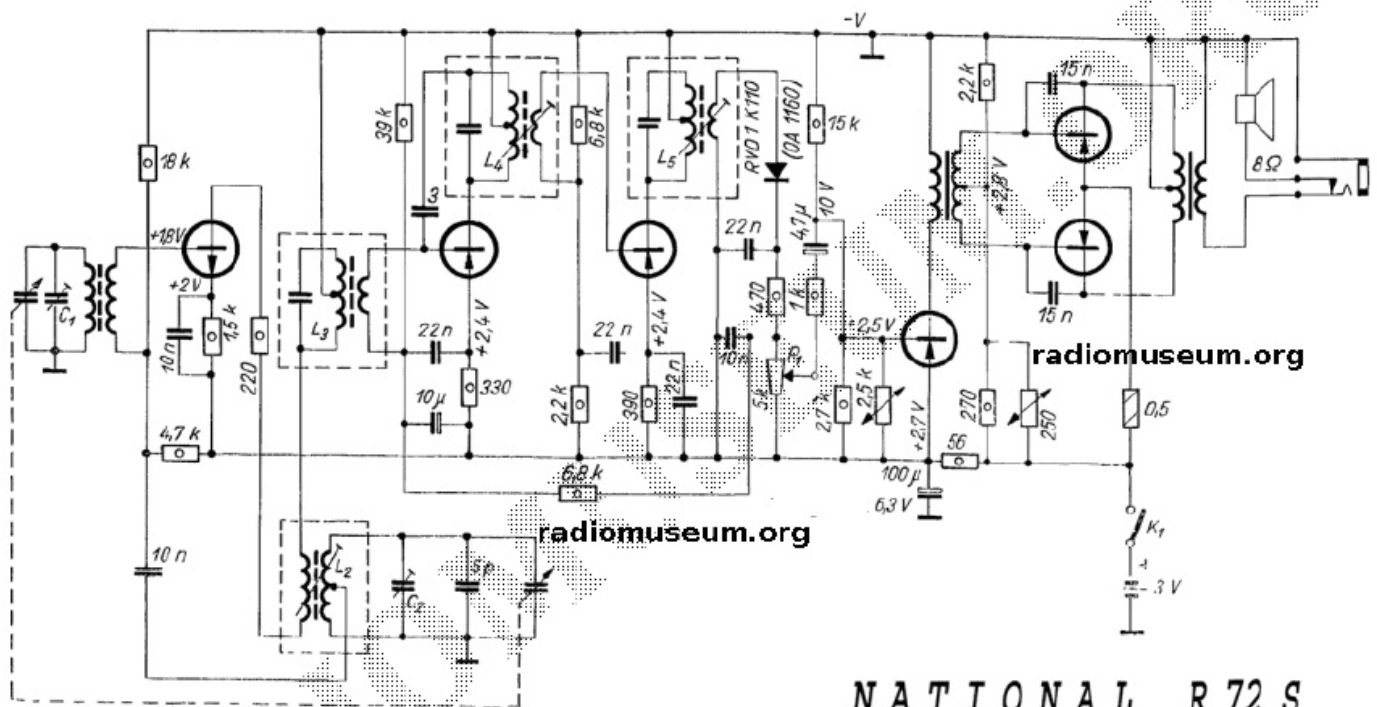 -V
15 n
2,2 k
18 k
39 k
L4
6,8 k
L5
RVD1 K110
(OA 1160)
15 k
10 V
4,7 µ
+2,8 V
8 Ω
3
+1,8V
22 n
C1
+2V
1,5 k
10 n
220
L3
22 n
+2,4 V
22 n
+2,4 V
470
1 k
+2,5 V
15 n
radiomuseum.org
10 µ
330
2,2 k
390
22 n
10 n
5 k
P1
2,7 k
2,5 k
+2,7 V
270
250
0,5
4,7 k
6,8 k
56
100 µ
6,3 V
radiomuseum.org
K1
10 n
L2
C2
5 p
+
- 3 V
NATIONAL R 72 S